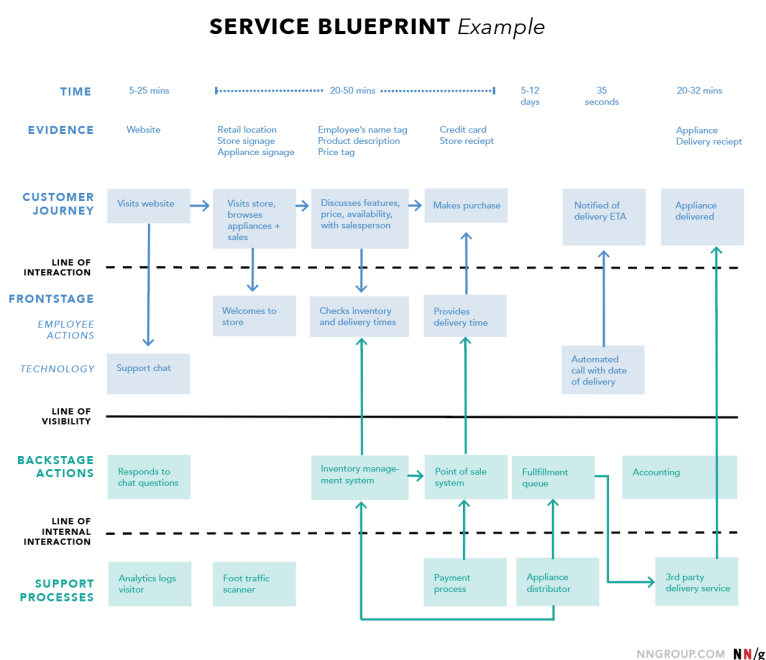 SERVICE BLUEPRINT Example
TIME
5-25 mins
20-50 mins
5-12
days
35
seconds
20-32 mins
EVIDENCE
Website
Retail location
Store signage
Appliance signage
Employee's name tag
Product description
Price tag
Credit card
Store reciept
Appliance
Delivery reciept
CUSTOMER
JOURNEY
Visits website
Visits store,
browses
appliances +
sales
Discusses features,
price, availability,
with salesperson
Makes purchase
Notified of
delivery ETA
Appliance
delivered
LINE OF
INTERACTION
FRONTSTAGE
EMPLOYEE
ACTIONS
Welcomes to
store
Checks inventory
and delivery times
Provides
delivery time
TECHNOLOGY
Support chat
Automated
call with date
of delivery
LINE OF
VISIBILITY
BACKSTAGE
ACTIONS
Responds to
chat questions
Inventory manage-
ment system
Point of sale
system
Fullfillment
queue
Accounting
LINE OF
INTERNAL
INTERACTION
SUPPORT
PROCESSES
Analytics logs
visitor
Foot traffic
scanner
Payment
process
Appliance
distributor
3rd party
delivery service
NNGROUP.COM NN/g